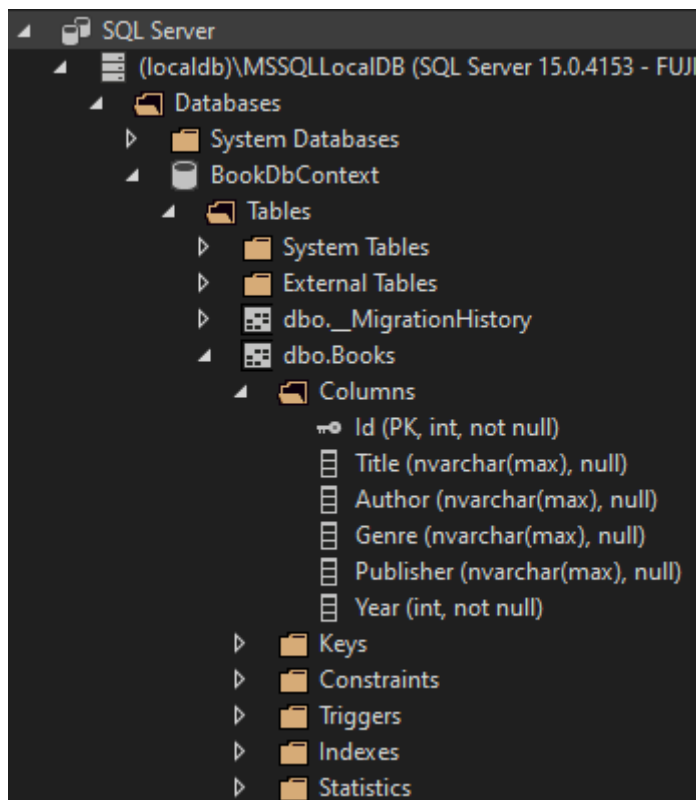 SQL Server
(localdb)\MSSQLLocalDB (SQL Server 15.0.4153 - FUJI
Databases
System Databases
BookDbContext
Tables
System Tables
External Tables
dbo.__MigrationHistory
dbo.Books
Columns
Id (PK, int, not null)
Title (nvarchar(max), null)
Author (nvarchar(max), null)
Genre (nvarchar(max), null)
Publisher (nvarchar(max), null)
Year (int, not null)
Keys
Constraints
Triggers
Indexes
Statistics